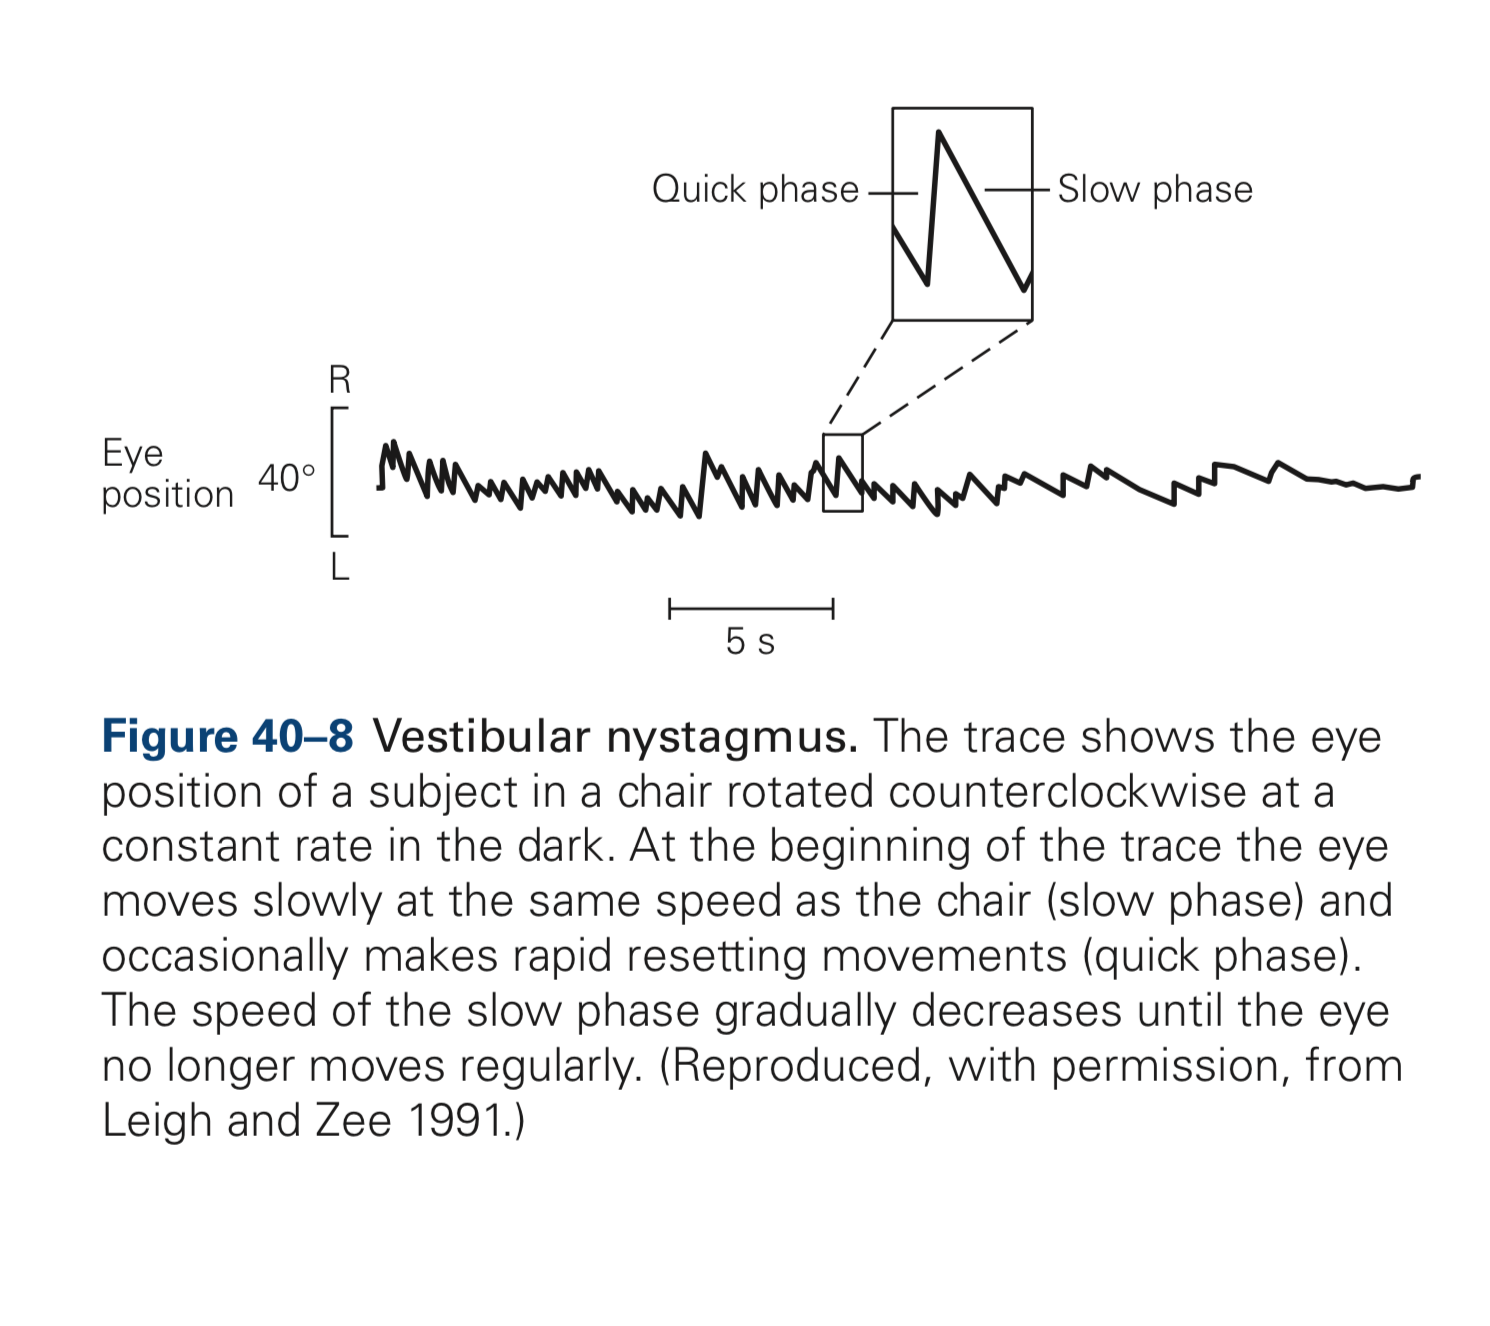 Quick phase
Slow phase
R
Eye
position
40°
L
5 s
Figure 40–8 Vestibular nystagmus. The trace shows the eye
position of a subject in a chair rotated counterclockwise at a
constant rate in the dark. At the beginning of the trace the eye
moves slowly at the same speed as the chair (slow phase) and
occasionally makes rapid resetting movements (quick phase).
The speed of the slow phase gradually decreases until the eye
no longer moves regularly. (Reproduced, with permission, from
Leigh and Zee 1991.)